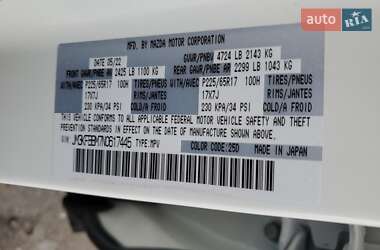 auto RIA.com
MFD. BY MAZDA MOTOR CORPORATION
DATE 05/22 GVWR/PNBV 4724 LB 2143 KG
FRONT GAWR/PNBE AV 2425 LB 1100 KG REAR GAWR/PNBE AR 2299 LB 1043 KG
WITH/AVEC P225/65R17 100H TIRES/PNEUS WITH/AVEC P225/65R17 100H TIRES/PNEUS
17X7J RIMS/JANTES 17X7J RIMS/JANTES
230 KPA/34 PSI COLD/A FROID 230 KPA/34 PSI COLD/A FROID
THIS VEHICLE CONFORMS TO ALL APPLICABLE FEDERAL MOTOR VEHICLE SAFETY AND THEFT
PREVENTION STANDARDS IN EFFECT ON THE DATE OF MANUFACTURE SHOWN ABOVE.
TYPE:MPV
COLOR CODE:25D
MADE IN JAPAN